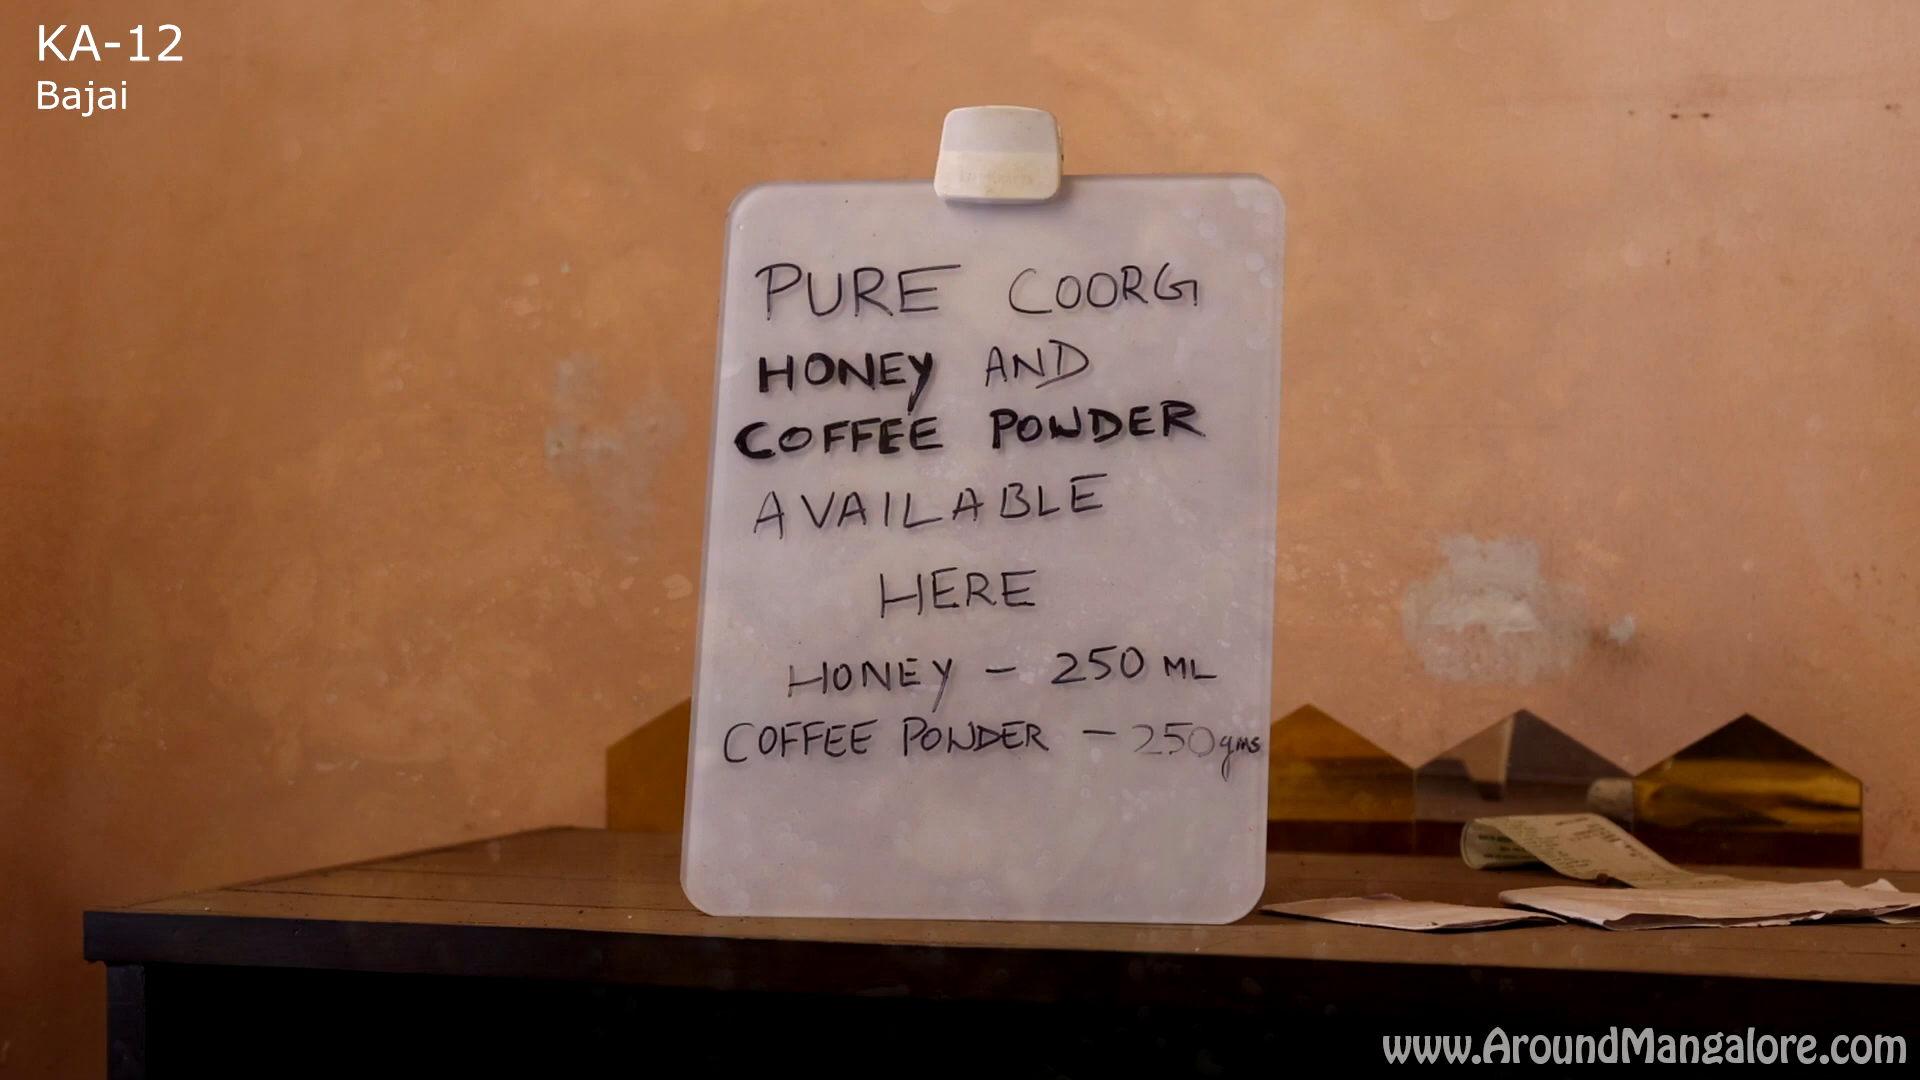 KA-12
Bajai
PURE COORG
HONEY AND
COFFEE POWDER
AVAILABLE
HERE
HONEY - 250 ML
COFFEE POWDER - 250 gms
www.AroundMangalore.com